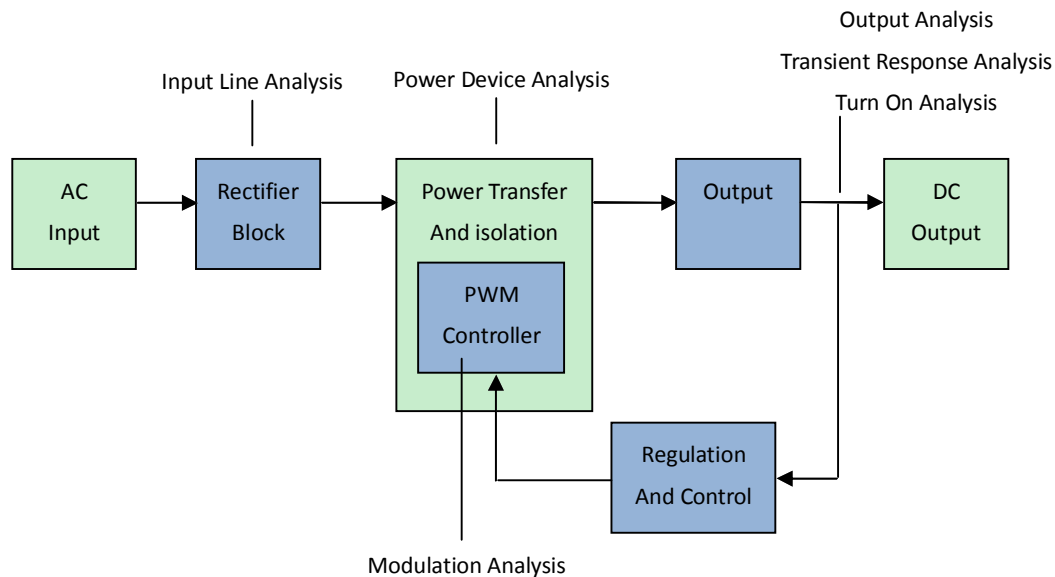 Output Analysis
Transient Response Analysis
Turn On Analysis
Input Line Analysis
Power Device Analysis
AC
Input
Rectifier
Block
Power Transfer
And isolation
PWM
Controller
Output
DC
Output
Regulation
And Control
Modulation Analysis